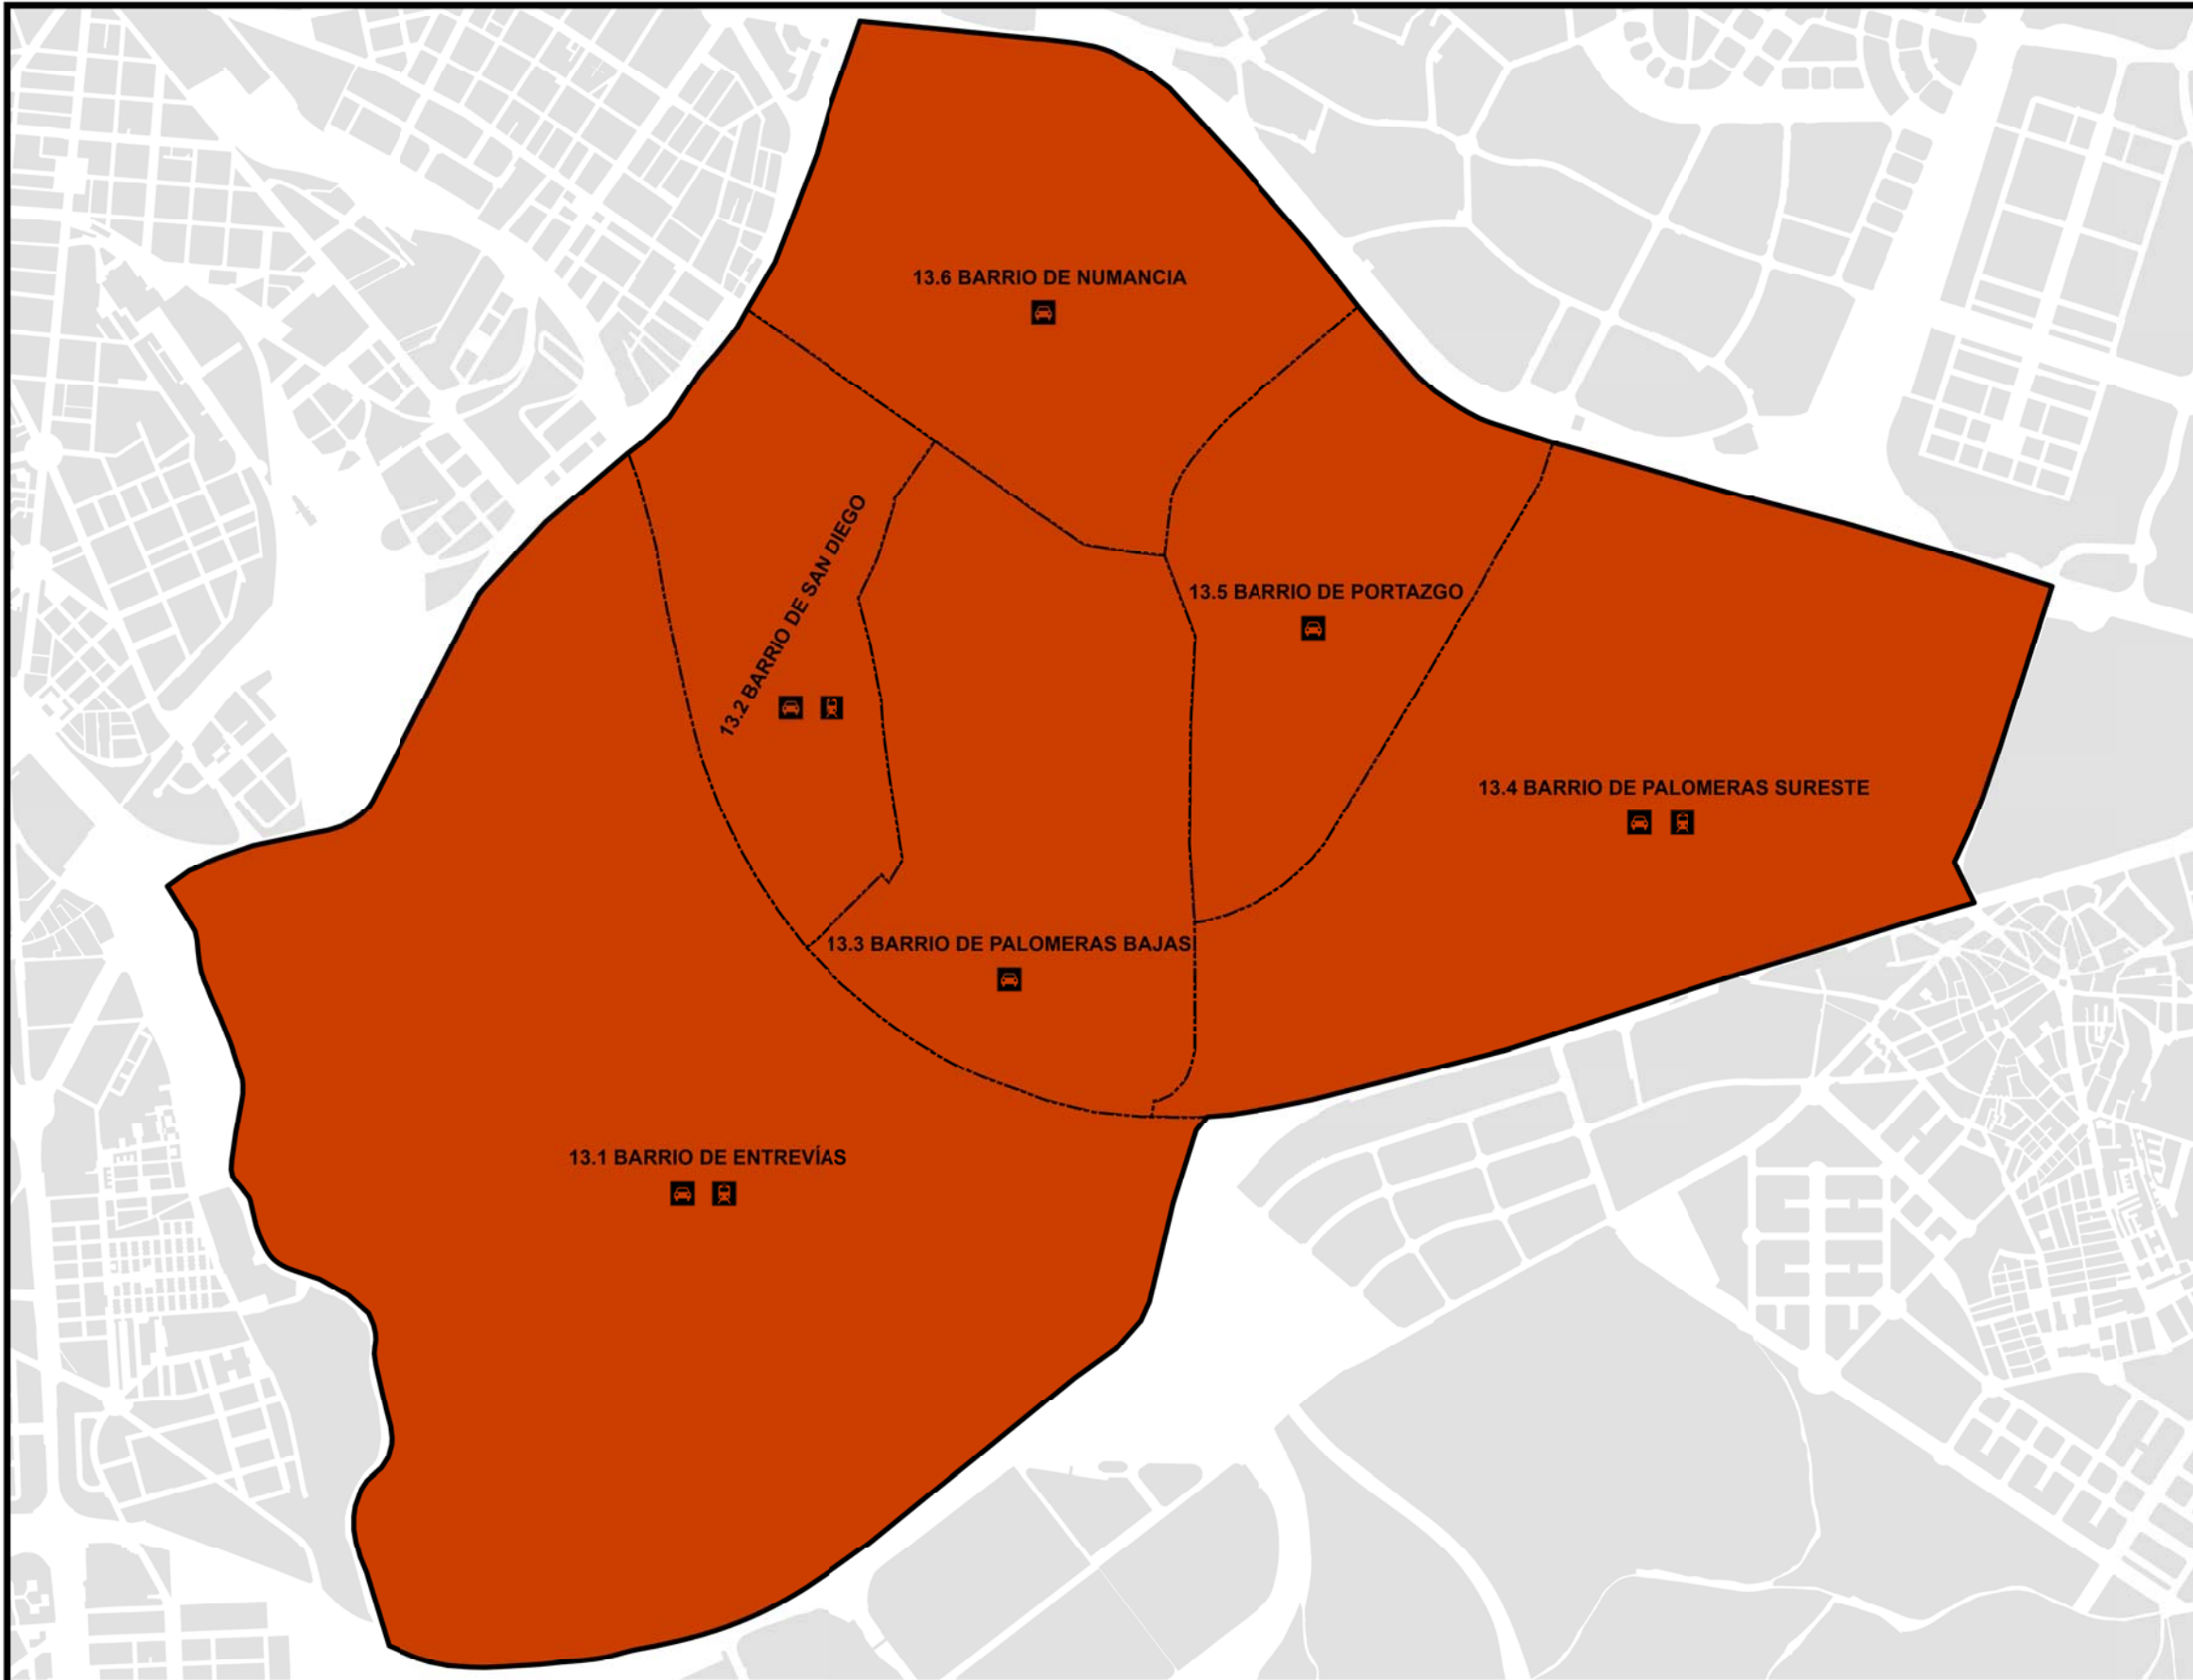 13.6 BARRIO DE NUMANCIA
13.2 BARRIO DE SAN DIEGO
13.5 BARRIO DE PORTAZGO
13.4 BARRIO DE PALOMERAS SURESTE
13.3 BARRIO DE PALOMERAS BAJAS
13.1 BARRIO DE ENTREVÍAS